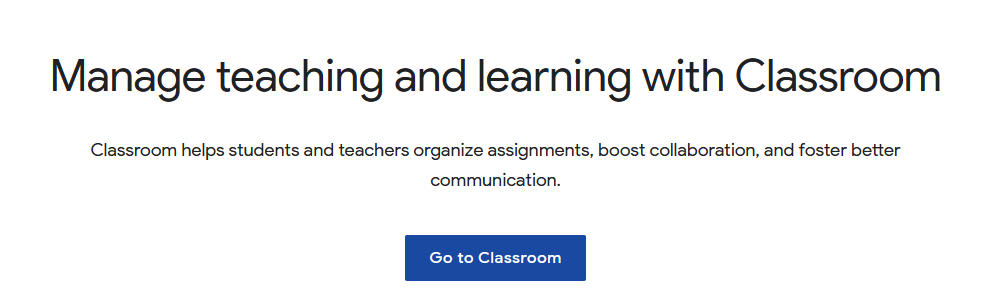 Manage teaching and learning with Classroom
Classroom helps students and teachers organize assignments, boost collaboration, and foster better
communication.
Go to Classroom